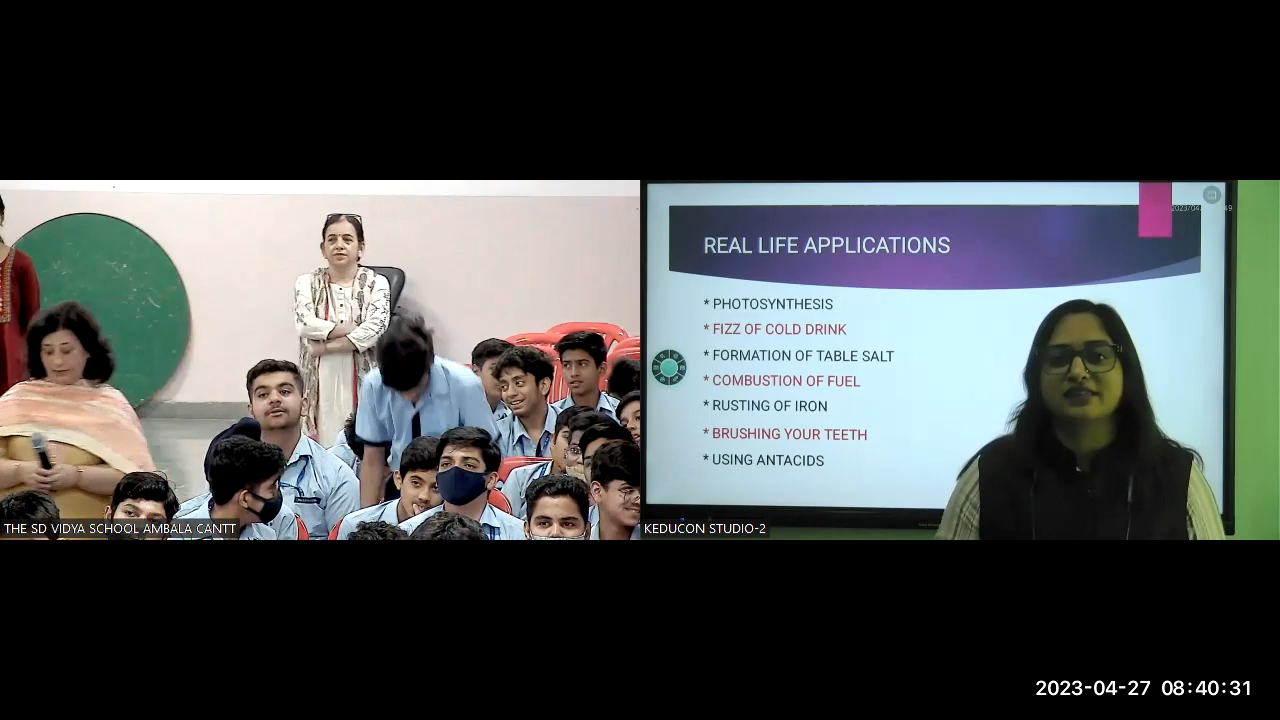 THE SD VIDYA SCHOOL AMBALA CANTT
REAL LIFE APPLICATIONS
* PHOTOSYNTHESIS
* FIZZ OF COLD DRINK
* FORMATION OF TABLE SALT
* COMBUSTION OF FUEL
* RUSTING OF IRON
* BRUSHING YOUR TEETH
* USING ANTACIDS
KEDUCON STUDIO-2
2023-04-27 08:40:31